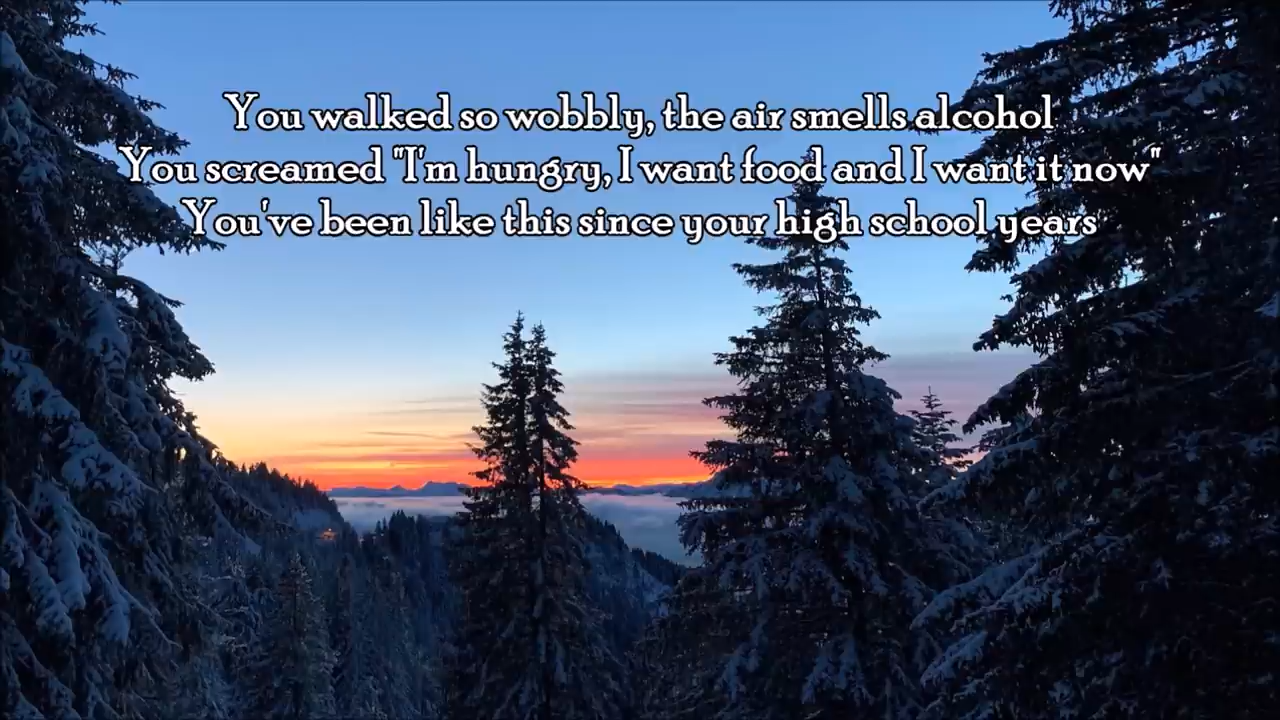 You walked so wobbly, the air smells alcohol
You screamed "I'm hungry, I want food and I want it now"
You've been like this since your high school years